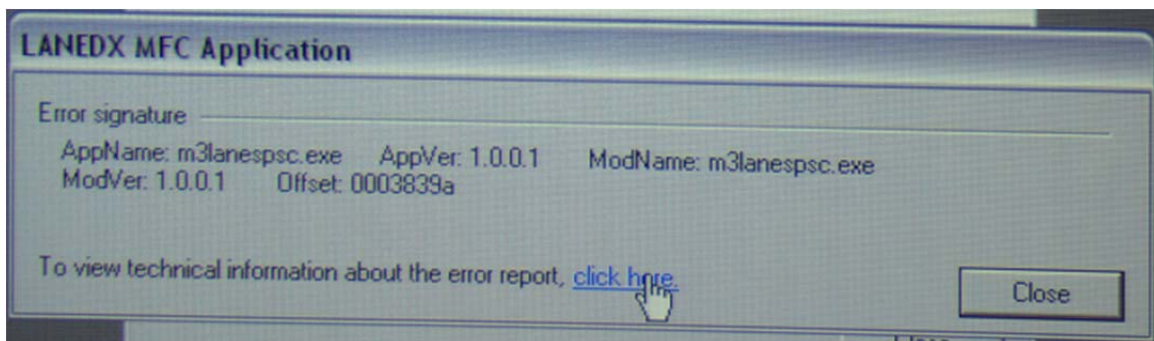 LANEDX MFC Application
Error signature
AppName: m3lanespsc.exe AppVer: 1.0.0.1 ModName: m3lanespsc.exe
ModVer: 1.0.0.1 Offset: 0003839a
To view technical information about the error report, click here.
Close